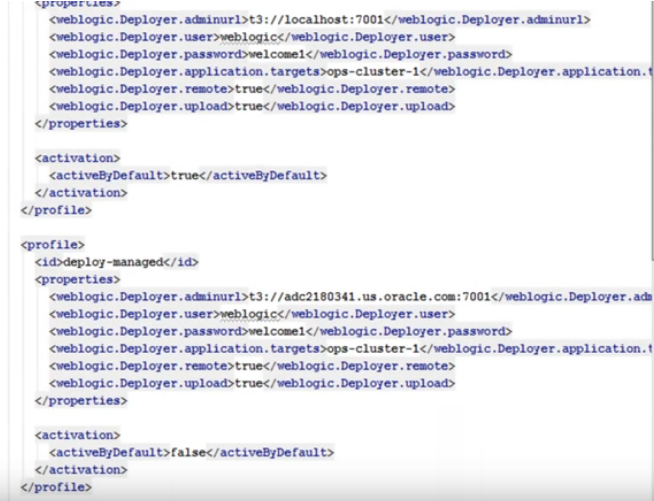 <properties>
<weblogic.Deployer.adminurl>t3://localhost:7001</weblogic.Deployer.adminurl>
<weblogic.Deployer.user>weblogic</weblogic.Deployer.user>
<weblogic.Deployer.password>welcome1</weblogic.Deployer.password>
<weblogic.Deployer.application.targets>ops-cluster-1</weblogic.Deployer.application.t
<weblogic.Deployer.remote>true</weblogic.Deployer.remote>
<weblogic.Deployer.upload>true</weblogic.Deployer.upload>
</properties>
<activation>
<activeByDefault>true</activeByDefault>
</activation>
</profile>
<profile>
<id>deploy-managed</id>
<properties>
<weblogic.Deployer.adminurl>t3://adc2180341.us.oracle.com:7001</weblogic.Deployer.adm
<weblogic.Deployer.user>weblogic</weblogic.Deployer.user>
<weblogic.Deployer.password>welcome1</weblogic.Deployer.password>
<weblogic.Deployer.application.targets>ops-cluster-1</weblogic.Deployer.application.t
<weblogic.Deployer.remote>true</weblogic.Deployer.remote>
<weblogic.Deployer.upload>true</weblogic.Deployer.upload>
</properties>
<activation>
<activeByDefault>false</activeByDefault>
</activation>
</profile>